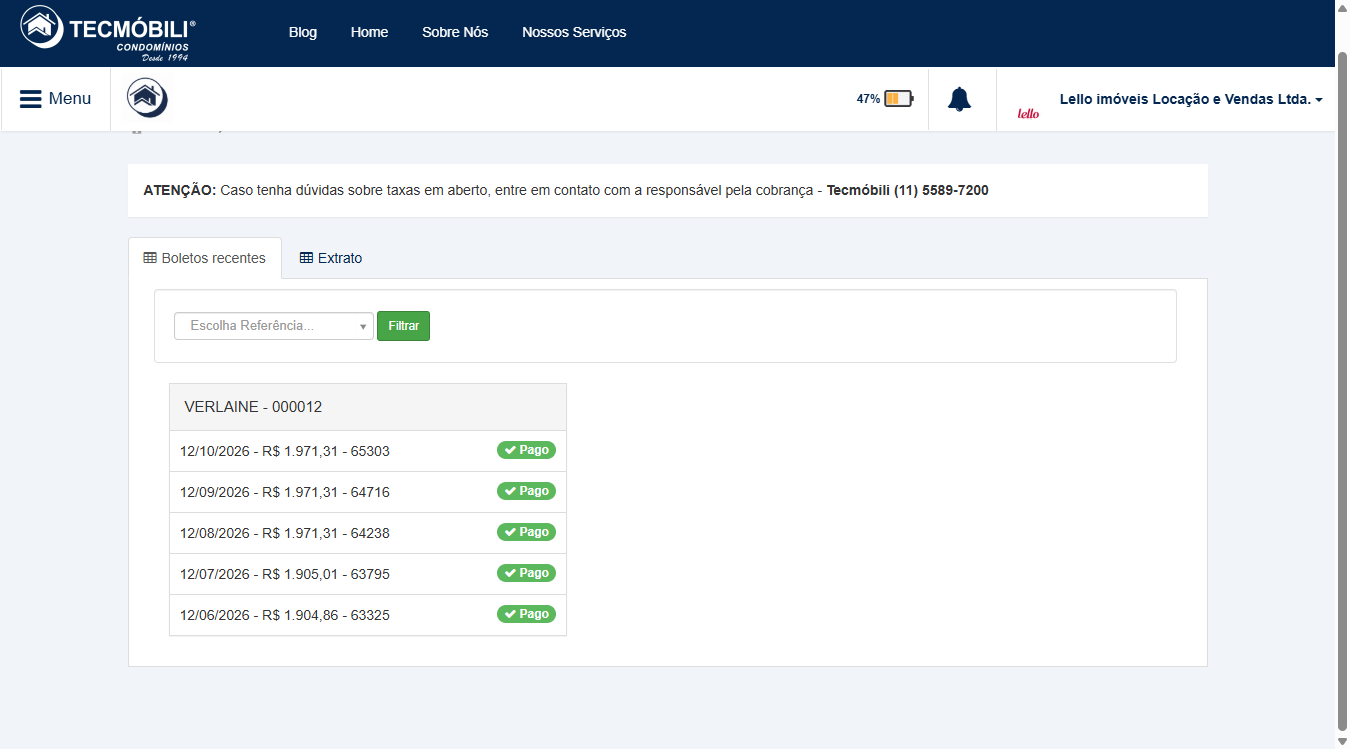 TECMÓBILI®
CONDOMÍNIOS
Desde 1994
Blog
Home
Sobre Nós
Nossos Serviços
Menu
47%
lello
Lello imóveis Locação e Vendas Ltda.
ATENÇÃO: Caso tenha dúvidas sobre taxas em aberto, entre em contato com a responsável pela cobrança - Tecmóbili (11) 5589-7200
Boletos recentes
Extrato
Escolha Referência...
Filtrar
VERLAINE - 000012
12/10/2026 - R$ 1.971,31 - 65303 Pago
12/09/2026 - R$ 1.971,31 - 64716 Pago
12/08/2026 - R$ 1.971,31 - 64238 Pago
12/07/2026 - R$ 1.905,01 - 63795 Pago
12/06/2026 - R$ 1.904,86 - 63325 Pago